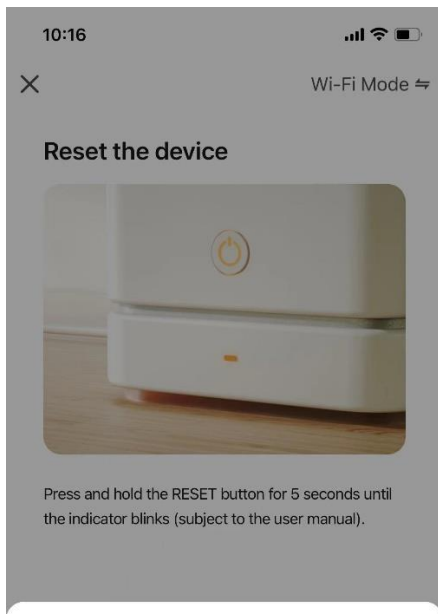 10:16
Wi-Fi Mode ⇋
Reset the device
Press and hold the RESET button for 5 seconds until
the indicator blinks (subject to the user manual).